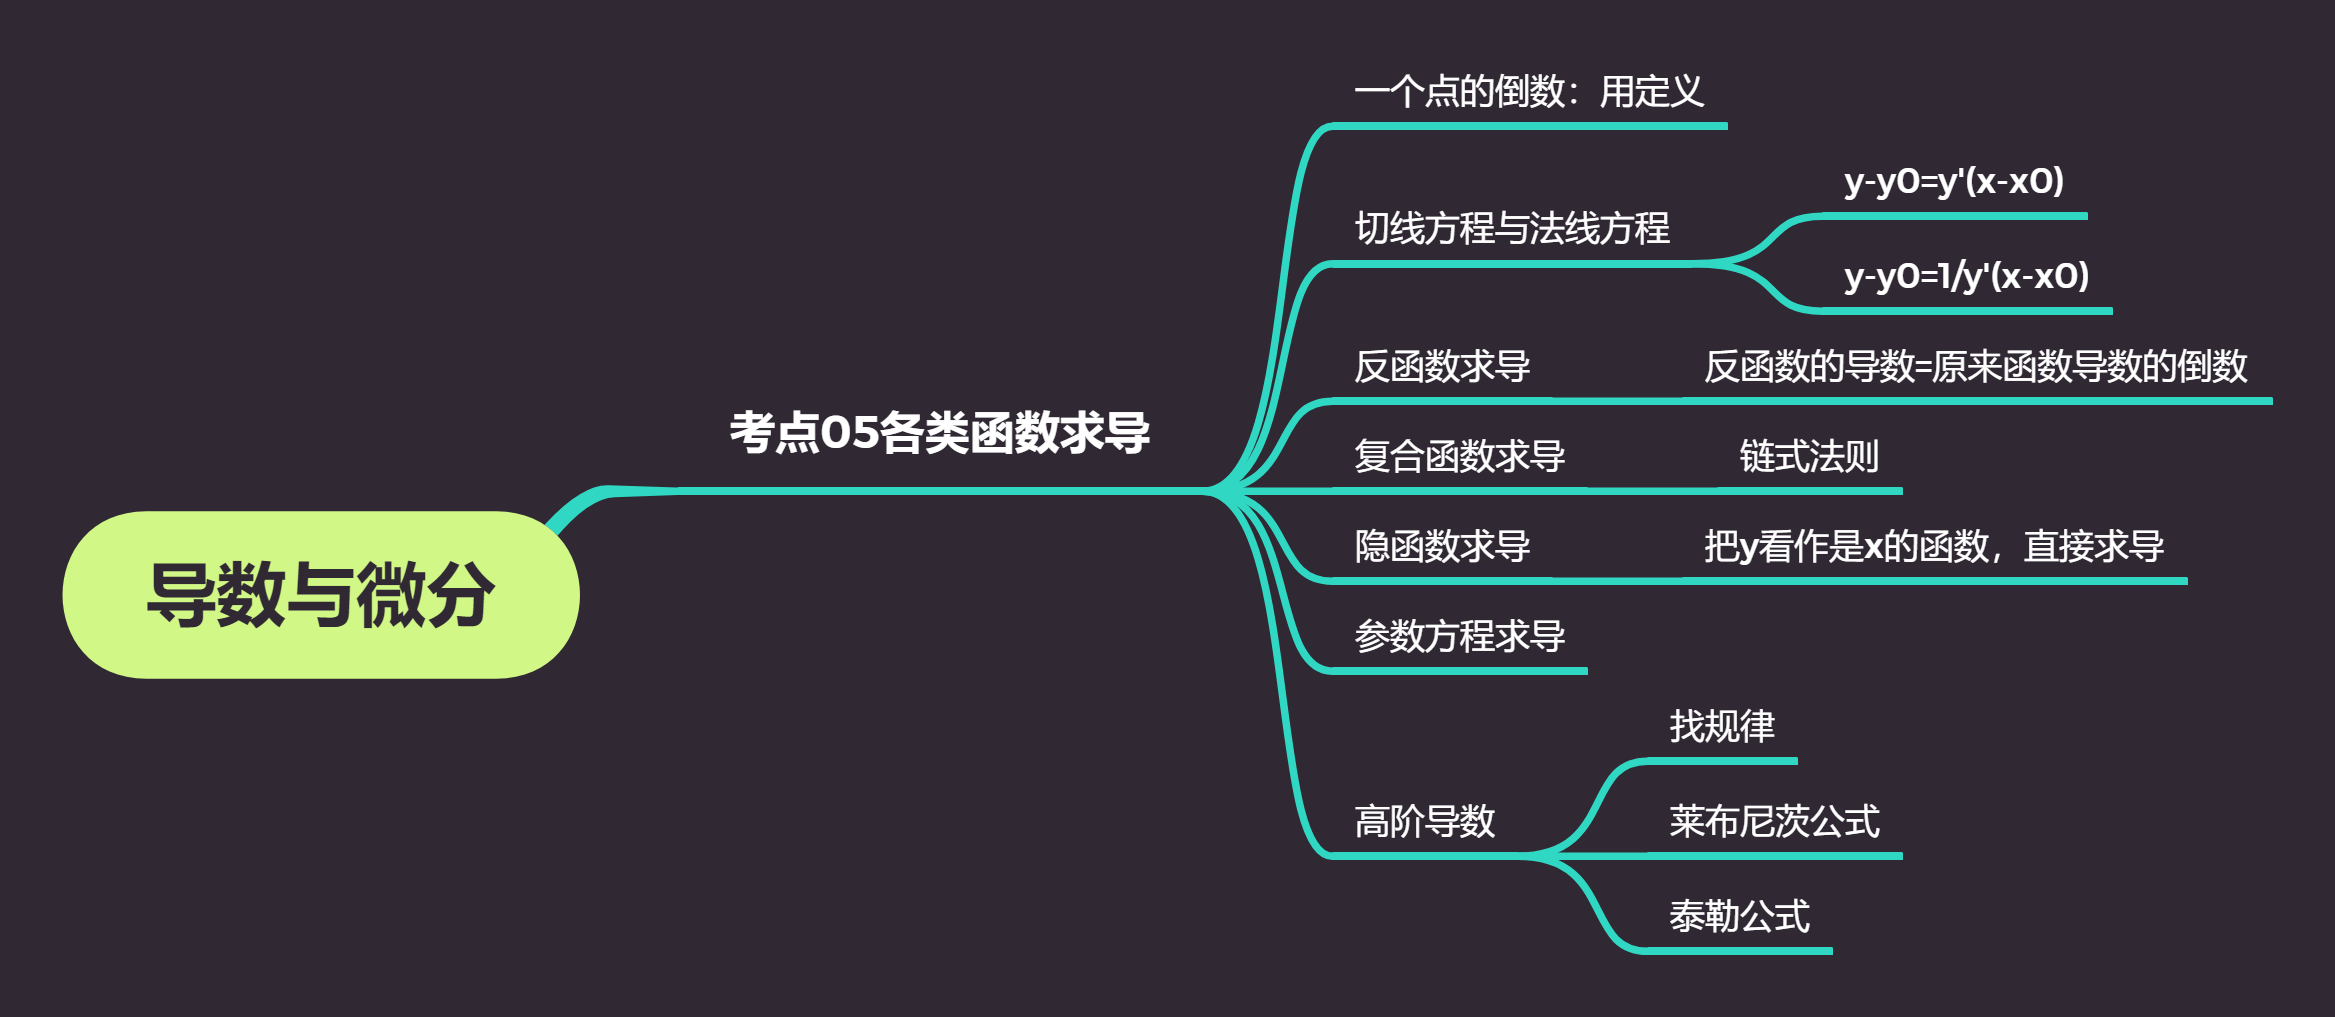 导数与微分
考点05各类函数求导
一个点的倒数：用定义
切线方程与法线方程
y-y0=y'(x-x0)
y-y0=1/y'(x-x0)
反函数求导
反函数的导数=原来函数导数的倒数
复合函数求导
链式法则
隐函数求导
把y看作是x的函数，直接求导
参数方程求导
高阶导数
找规律
莱布尼茨公式
泰勒公式